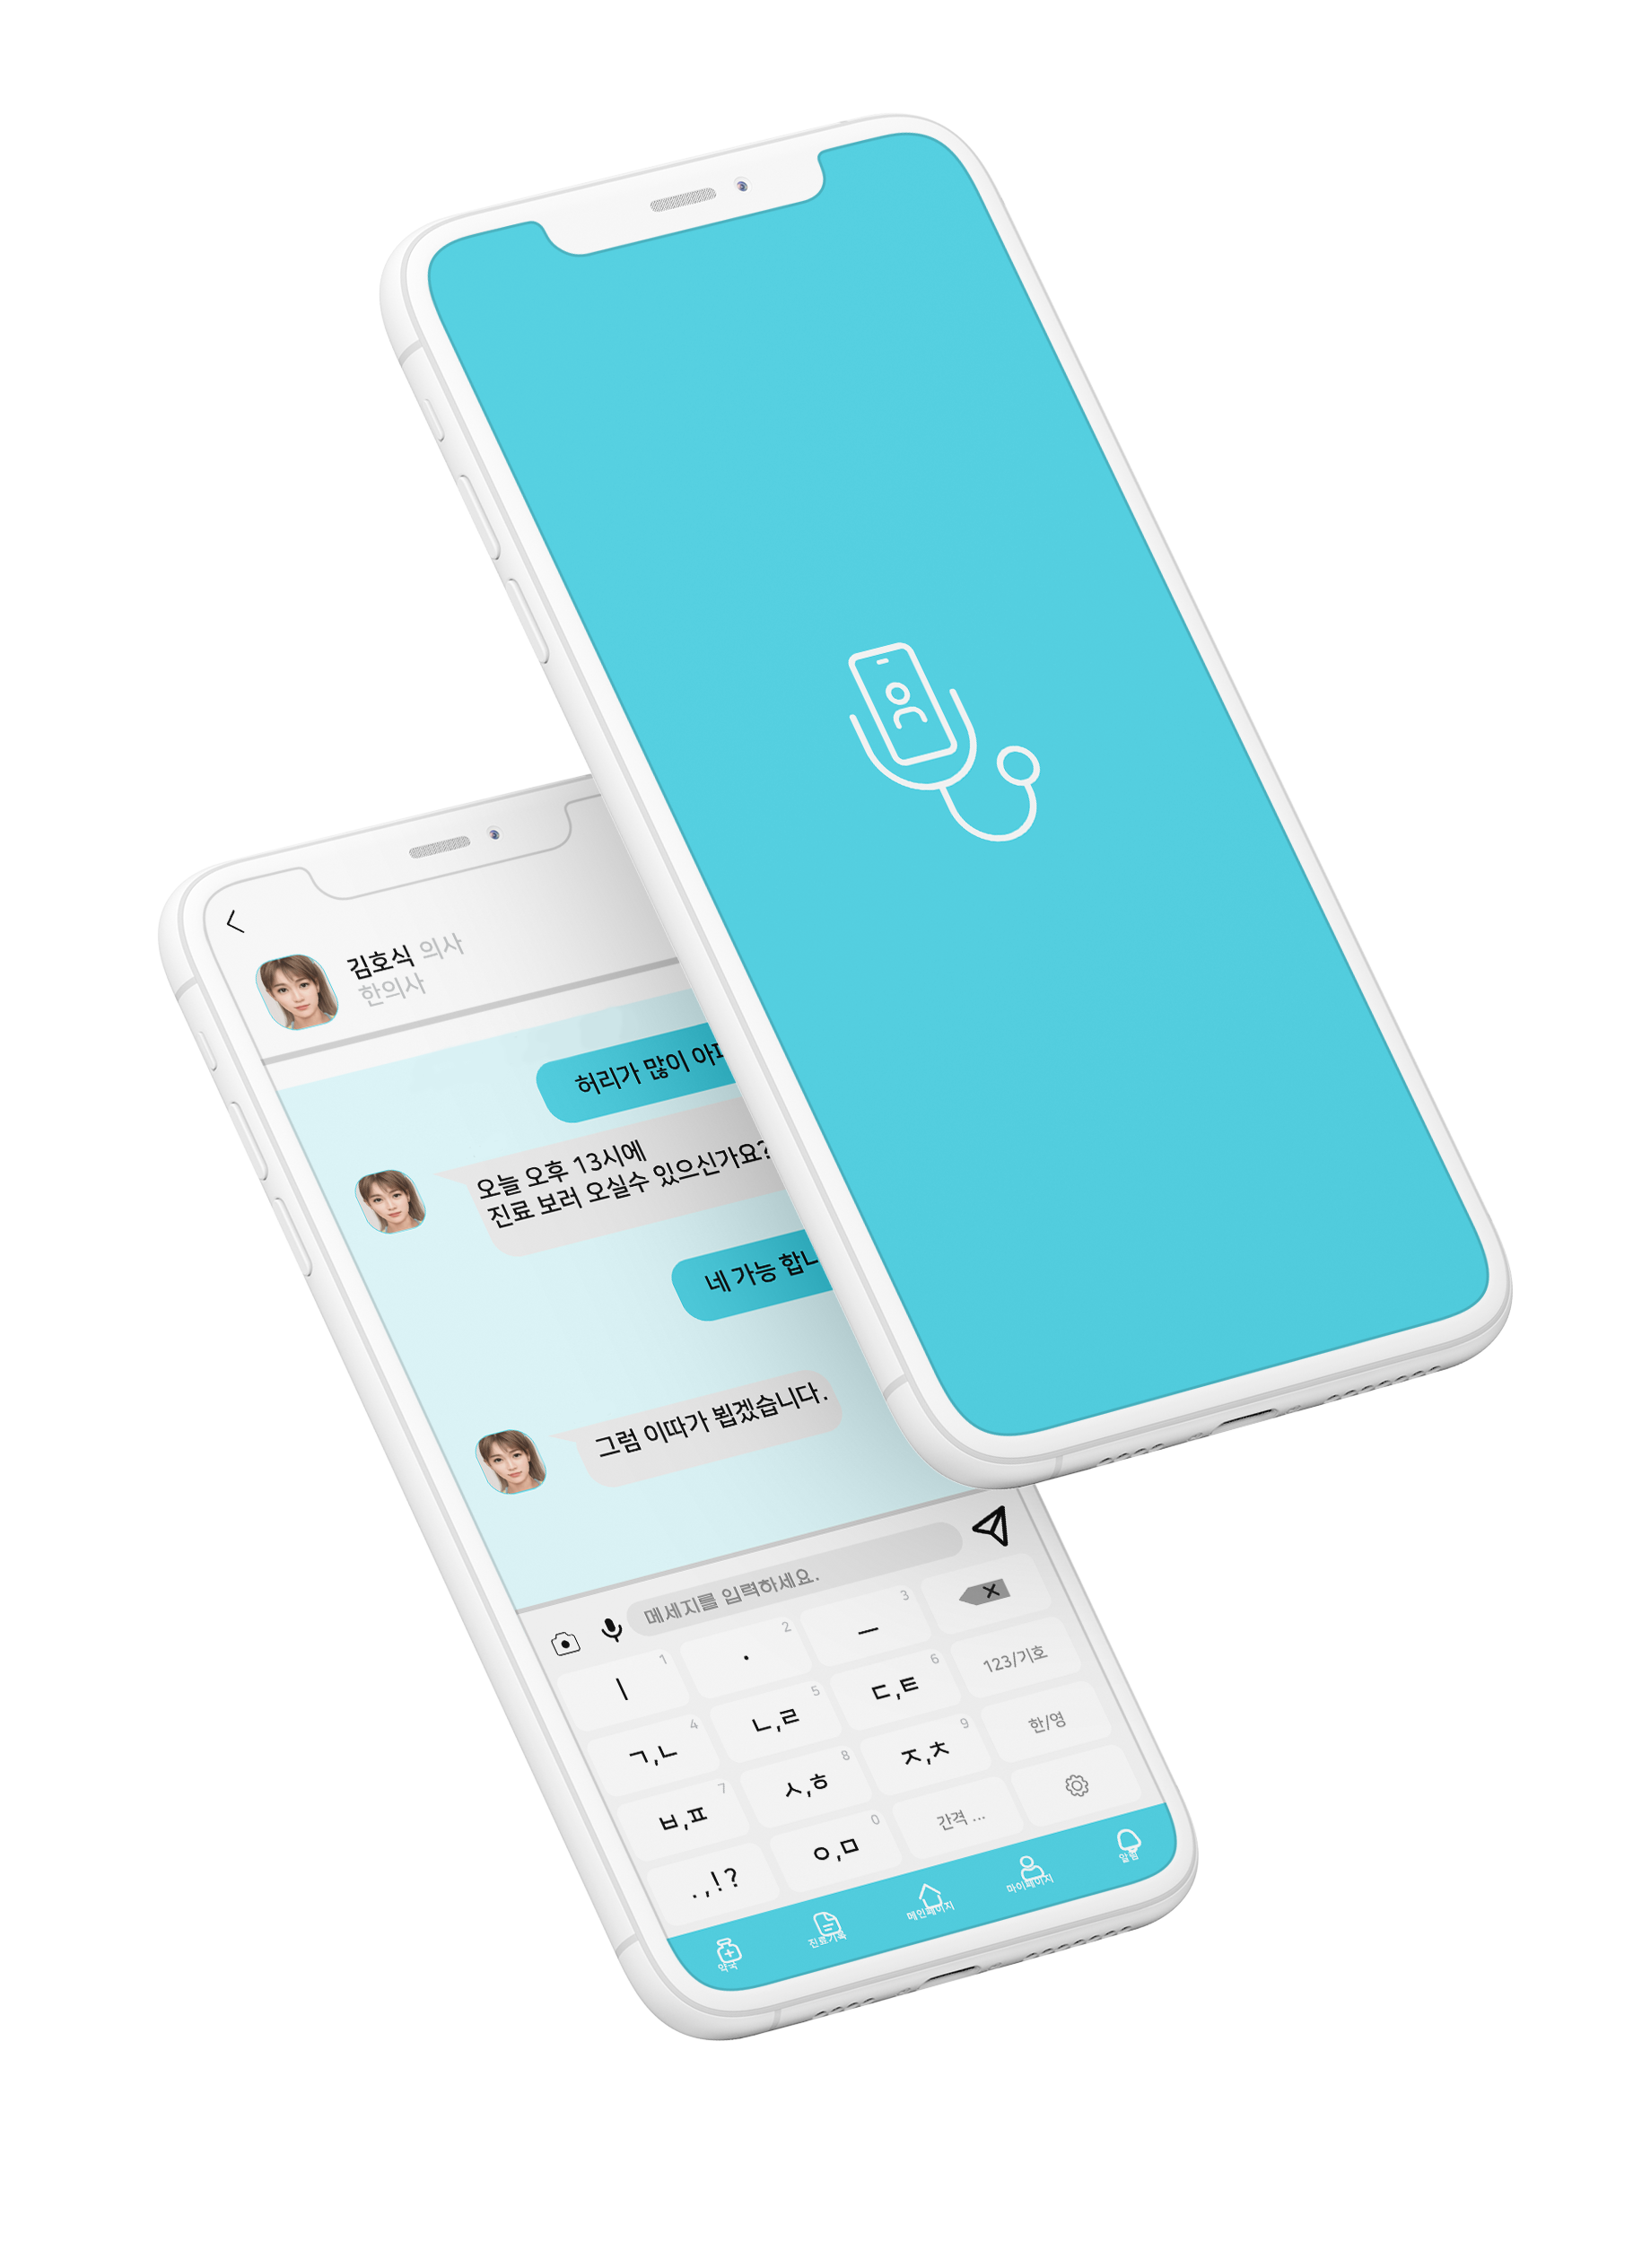 김호식 의사
한의사
허리가 많이
오늘 오후 13시에
진료 보러 오실수 있으신가요?
네 가능
그럼 이따가 뵙겠습니다.
메세지를 입력하세요.
ㅣ 1
· 2
ㅡ 3
ㄱ,ㄴ 4
ㄴ,ㄹ 5
ㄷ,ㅌ 6
123/기호
ㅂ,ㅍ 7
ㅅ,ㅎ 8
ㅈ,ㅊ 9
한/영
.,!?
ㅇ,ㅁ 0
간격 ...
약국
진료기록
메인페이지
마이페이지
알림